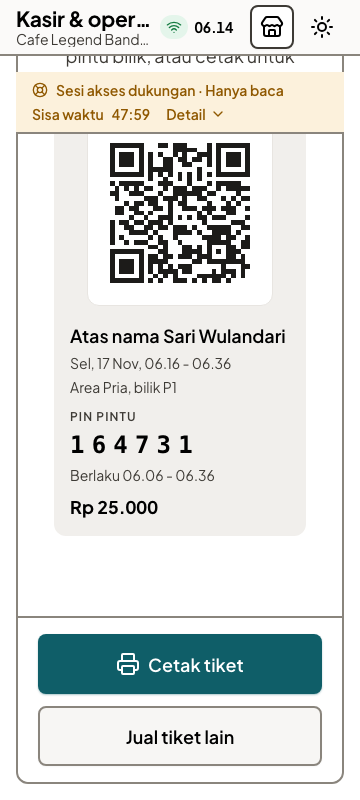 Kasir & oper...
Cafe Legend Band...
06.14
pintu bilik, atau cetak untuk
Sesi akses dukungan · Hanya baca
Sisa waktu 47:59 Detail
Atas nama Sari Wulandari
Sel, 17 Nov, 06.16 - 06.36
Area Pria, bilik P1
PIN PINTU
164731
Berlaku 06.06 - 06.36
Rp 25.000
Cetak tiket
Jual tiket lain